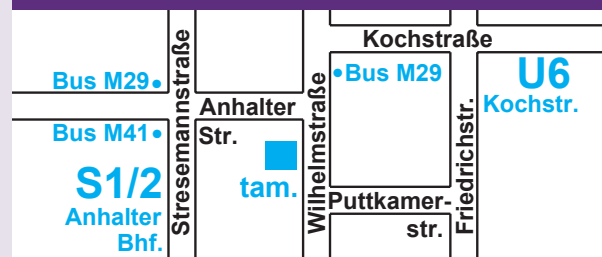 Kochstraße
Bus M29
Bus M29
U6
Kochstr.
Anhalter
Str.
Bus M41
S1/2
Anhalter
Bhf.
Stresemannstraße
tam.
Wilhelmstraße
Puttkamer-
str.
Friedrichstr.